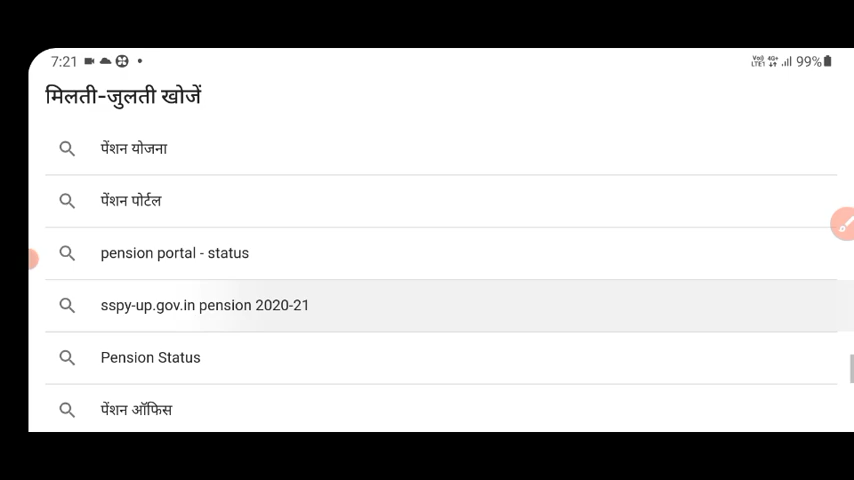 7:21 99%
मिलती-जुलती खोजें
पेंशन योजना
पेंशन पोर्टल
pension portal - status
sspy-up.gov.in pension 2020-21
Pension Status
पेंशन ऑफिस